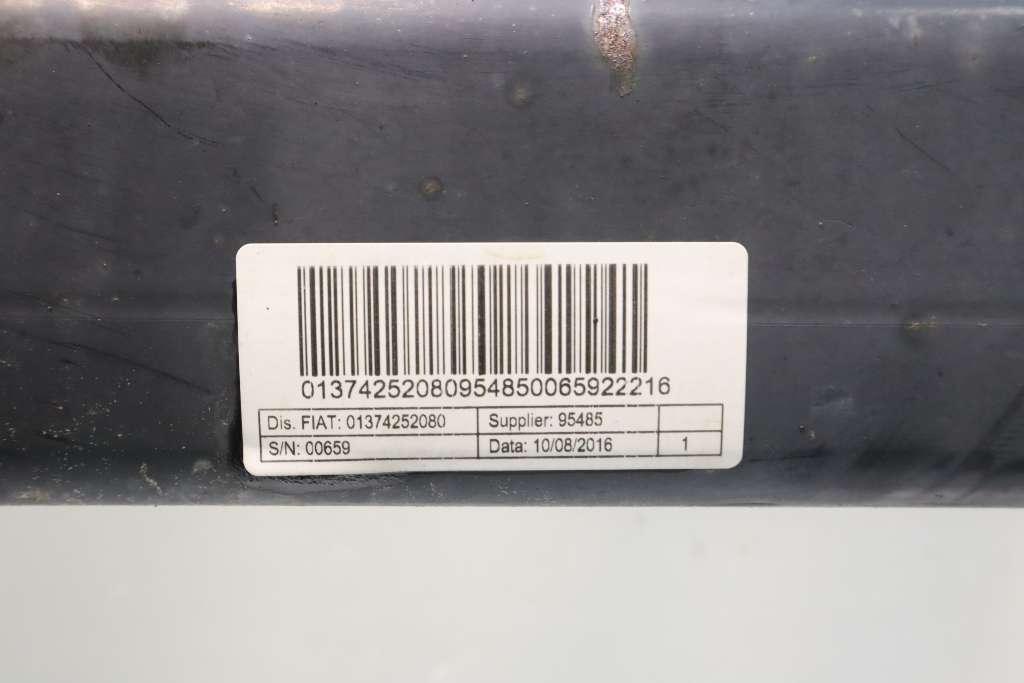 01374252080954850065922216
Dis. FIAT: 01374252080 Supplier: 95485
S/N: 00659 Data: 10/08/2016 1